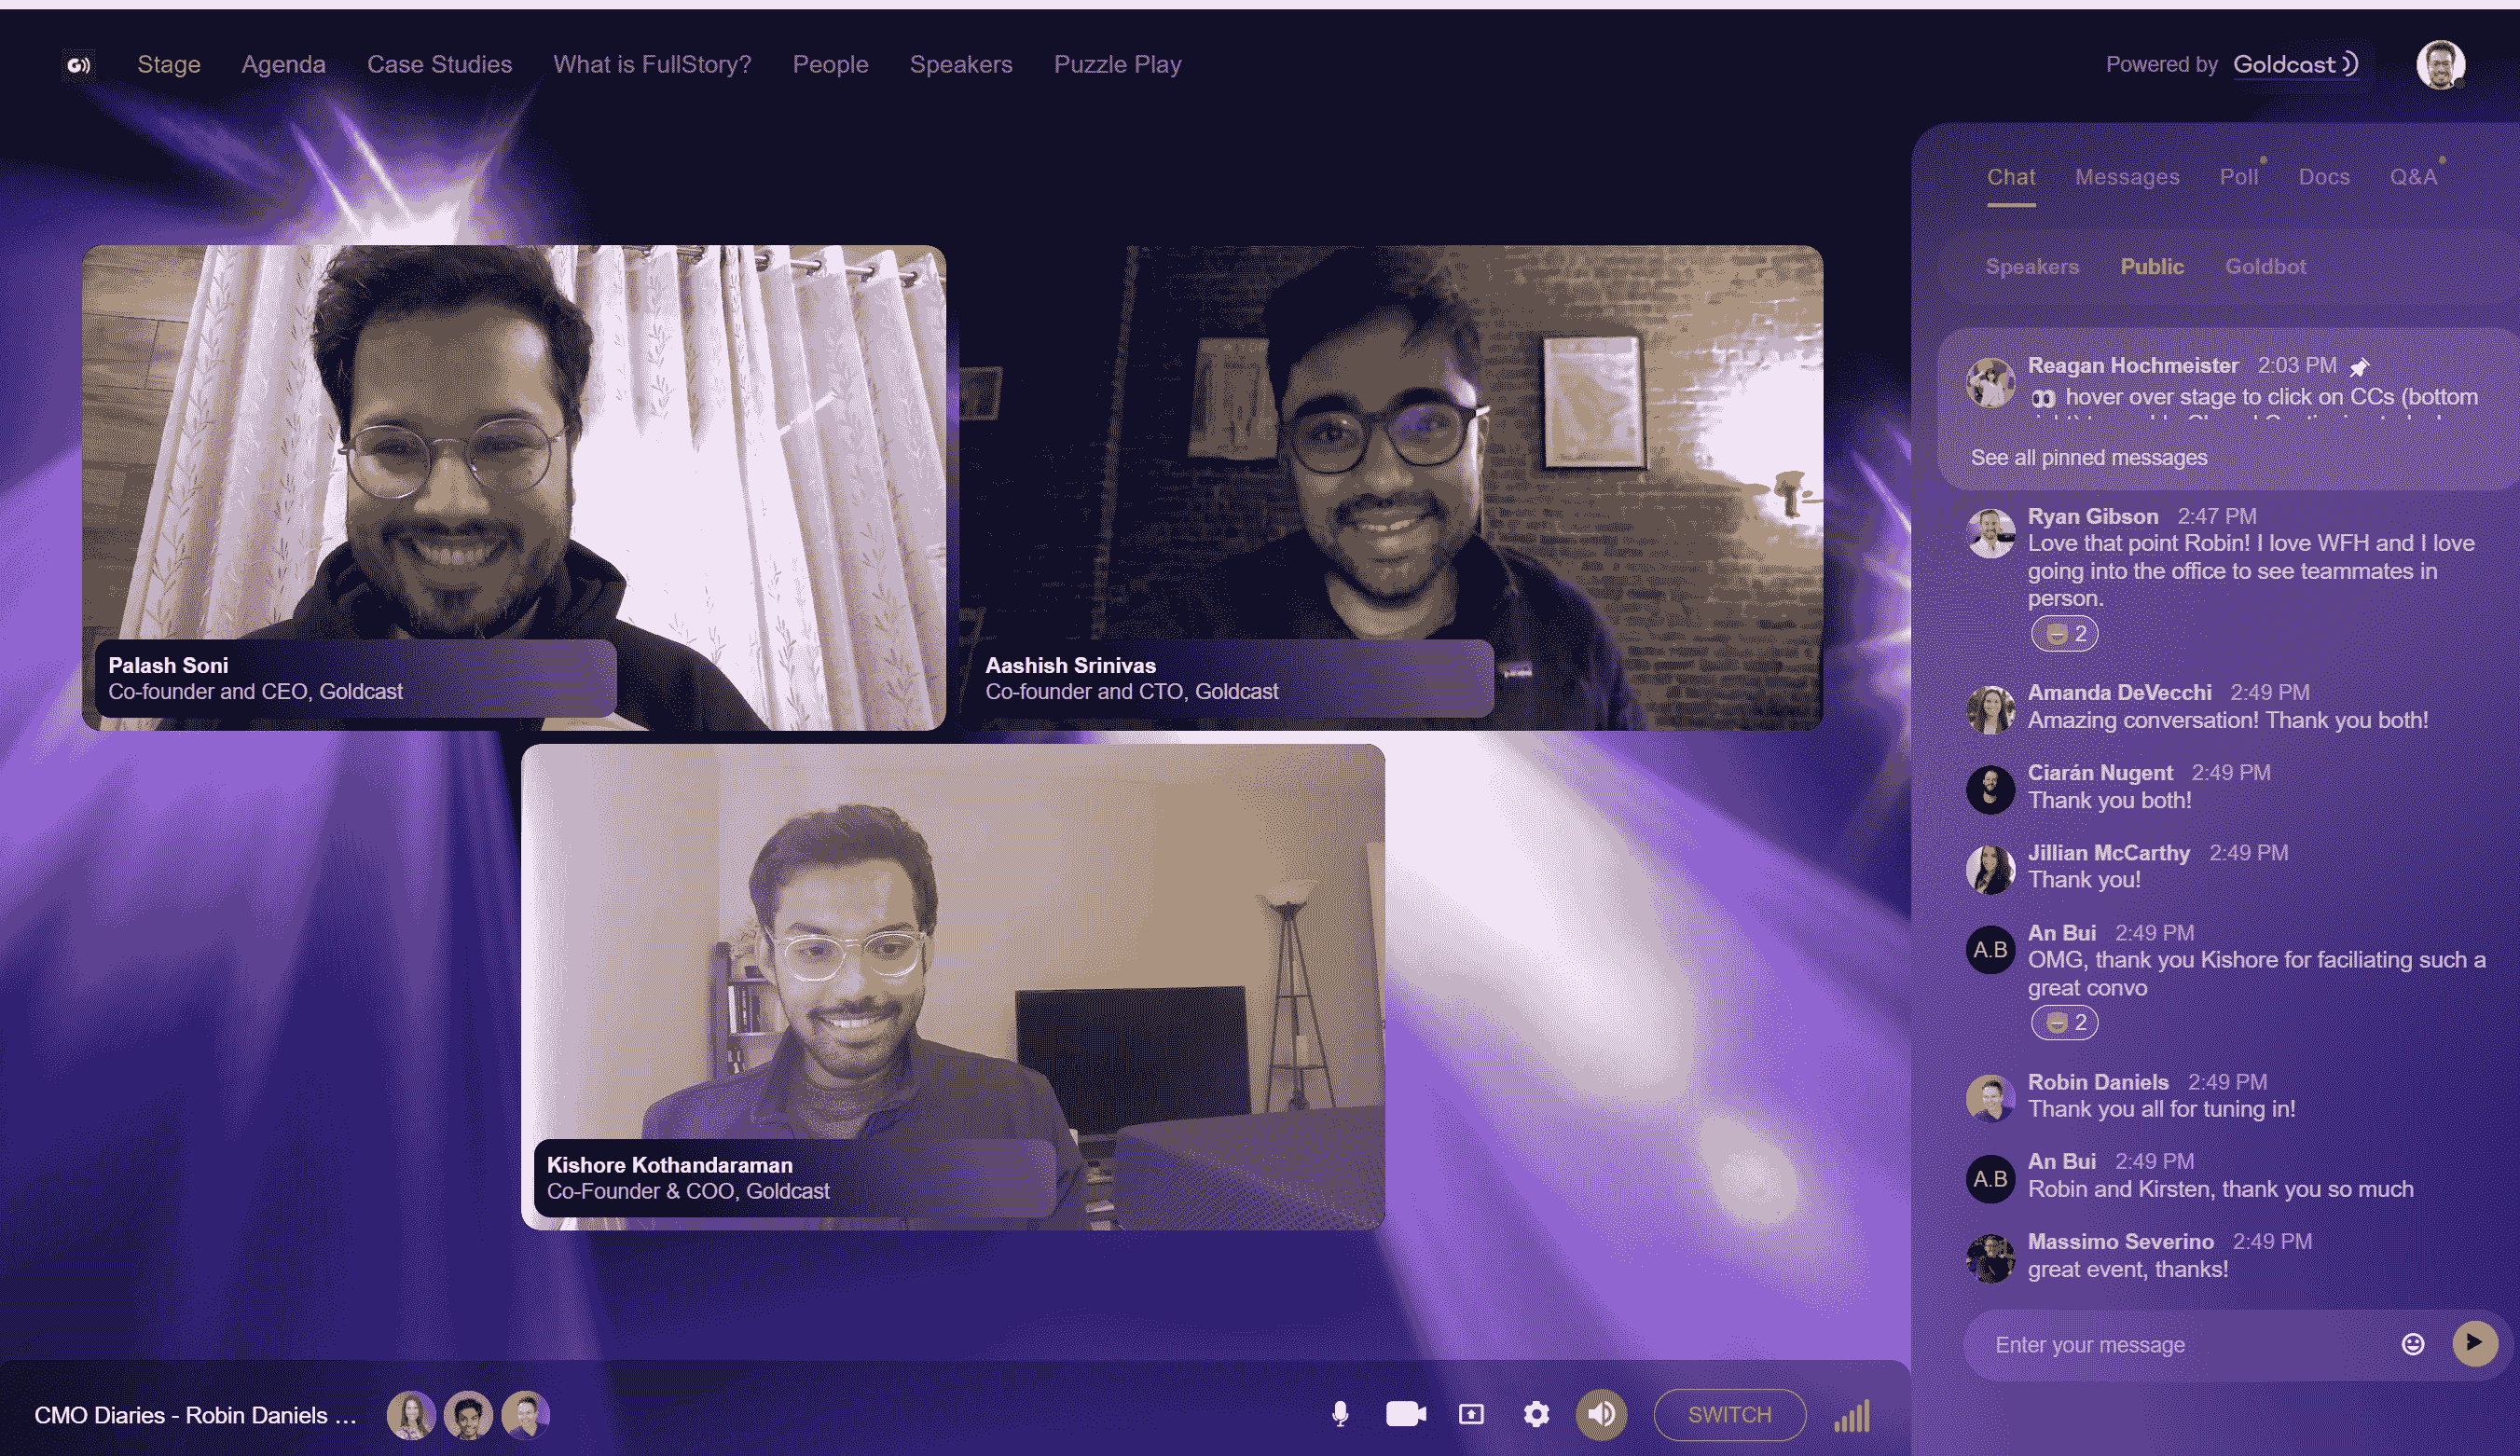 Stage Agenda Case Studies What is FullStory? People Speakers Puzzle Play
Powered by Goldcast
Palash Soni
Co-founder and CEO, Goldcast
Aashish Srinivas
Co-founder and CTO, Goldcast
Kishore Kothandaraman
Co-Founder & COO, Goldcast
Chat Messages Poll Docs Q&A
Speakers Public Goldbot
Reagan Hochmeister 2:03 PM
👀 hover over stage to click on CCs (bottom
See all pinned messages
Ryan Gibson 2:47 PM
Love that point Robin! I love WFH and I love
going into the office to see teammates in
person.
2
Amanda DeVecchi 2:49 PM
Amazing conversation! Thank you both!
Ciarán Nugent 2:49 PM
Thank you both!
Jillian McCarthy 2:49 PM
Thank you!
A.B
An Bui 2:49 PM
OMG, thank you Kishore for faciliating such a
great convo
2
Robin Daniels 2:49 PM
Thank you all for tuning in!
A.B
An Bui 2:49 PM
Robin and Kirsten, thank you so much
Massimo Severino 2:49 PM
great event, thanks!
Enter your message
CMO Diaries - Robin Daniels ...
SWITCH